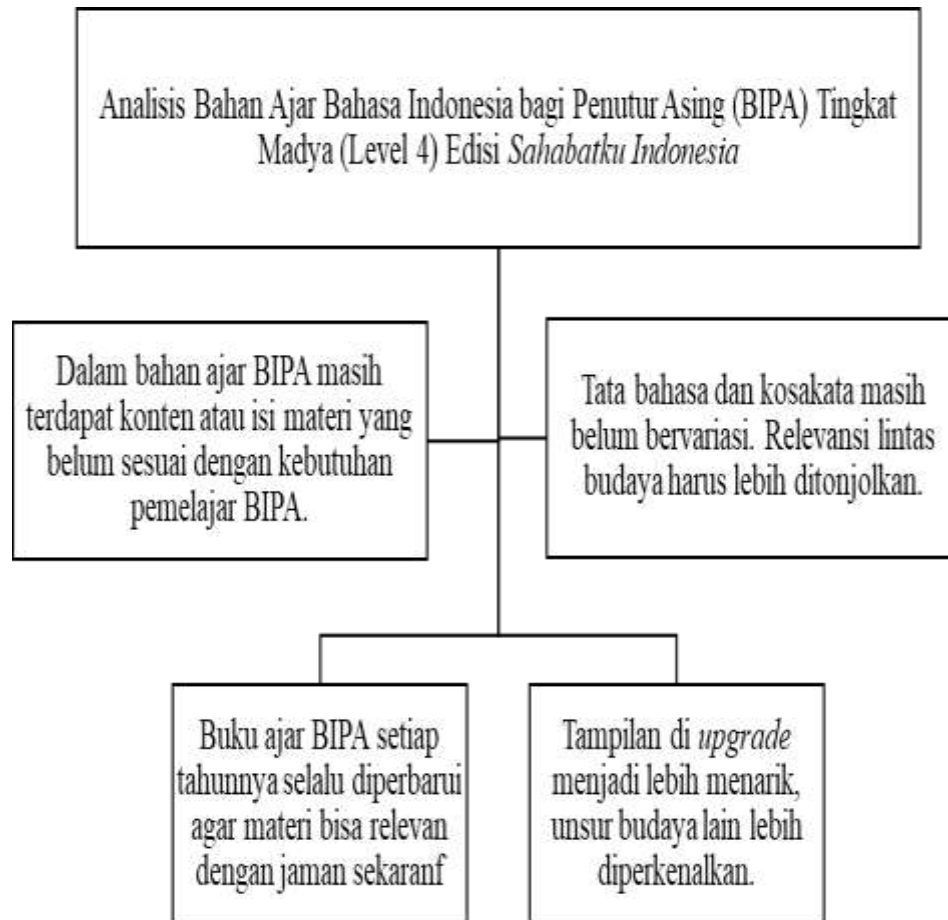 Analisis Bahan Ajar Bahasa Indonesia bagi Penutur Asing (BIPA) Tingkat
Madya (Level 4) Edisi Sahabatku Indonesia
Dalam bahan ajar BIPA masih
terdapat konten atau isi materi yang
belum sesuai dengan kebutuhan
pemelajar BIPA.
Tata bahasa dan kosakata masih
belum bervariasi. Relevansi lintas
budaya harus lebih ditonjolkan.
Buku ajar BIPA setiap
tahunnya selalu diperbarui
agar materi bisa relevan
dengan jaman sekaranf
Tampilan di upgrade
menjadi lebih menarik,
unsur budaya lain lebih
diperkenalkan.